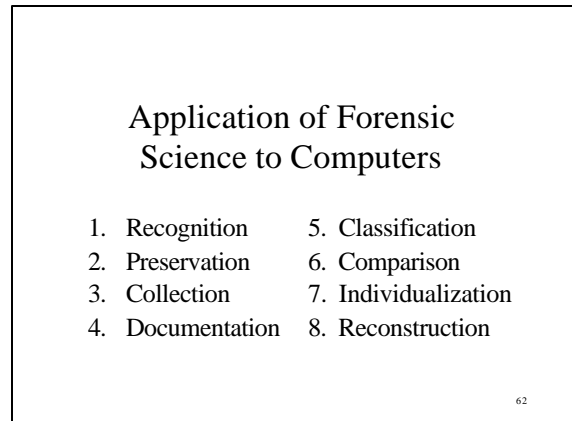 Application of Forensic
Science to Computers
1. Recognition
2. Preservation
3. Collection
4. Documentation
5. Classification
6. Comparison
7. Individualization
8. Reconstruction
62